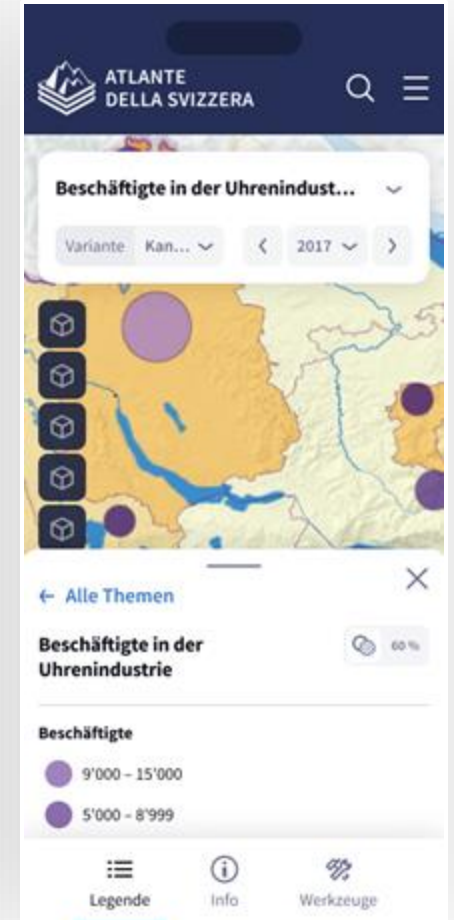 ATLANTE
DELLA SVIZZERA
Beschäftigte in der Uhrenindust...
Variante Kan... 2017
← Alle Themen
Beschäftigte in der
Uhrenindustrie
60 %
Beschäftigte
9'000 – 15'000
5'000 – 8'999
Legende Info Werkzeuge